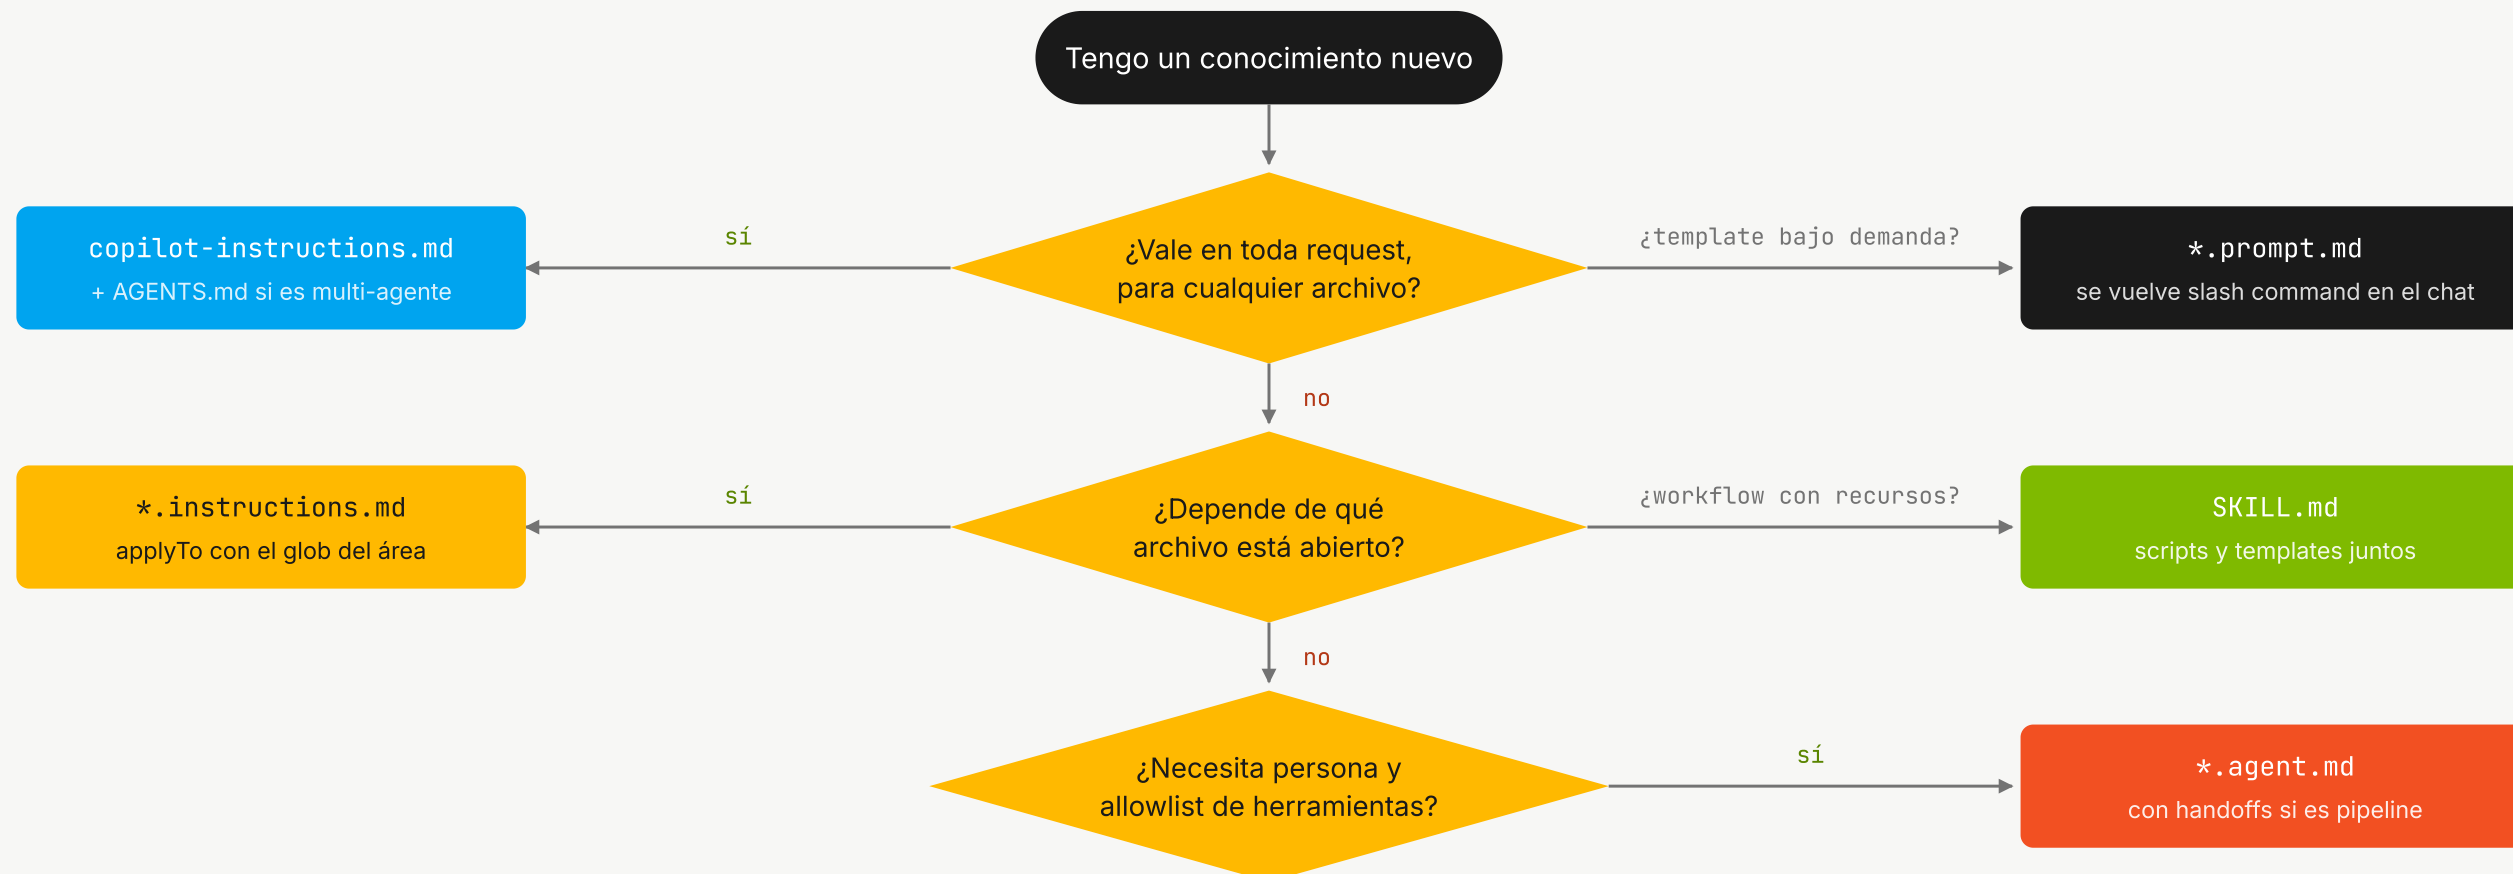 Tengo un conocimiento nuevo
copilot-instructions.md
+ AGENTS.md si es multi-agente
sí
¿Vale en toda request,
para cualquier archivo?
¿template bajo demanda?
*.prompt.md
se vuelve slash command en el chat
no
*.instructions.md
applyTo con el glob del área
sí
¿Depende de qué
archivo está abierto?
¿workflow con recursos?
SKILL.md
scripts y templates juntos
no
¿Necesita persona y
allowlist de herramientas?
sí
*.agent.md
con handoffs si es pipeline